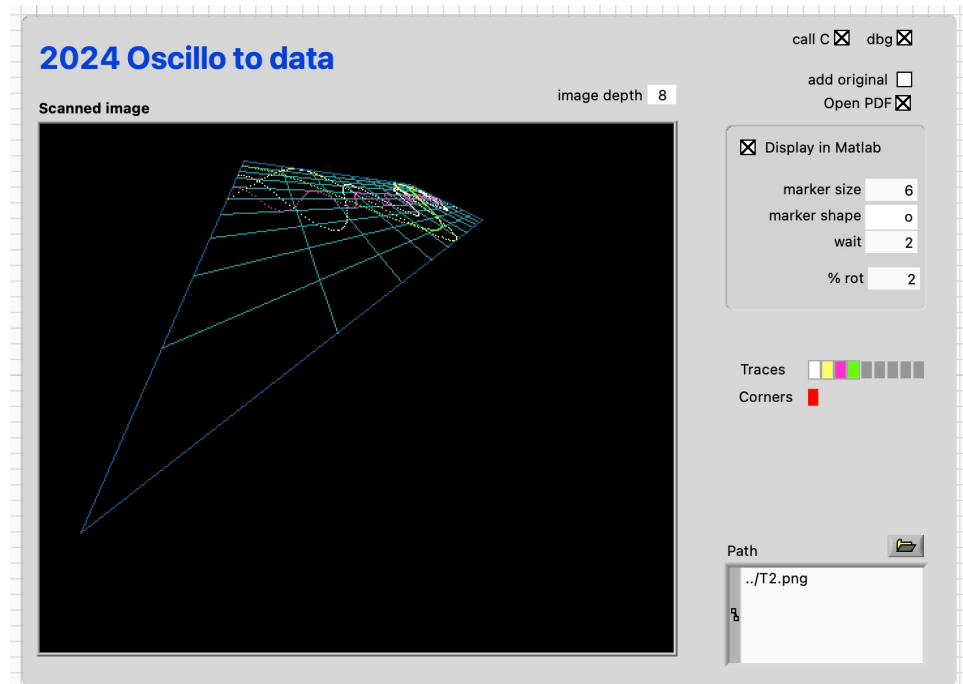 2024 Oscillo to data
call C
dbg
add original
image depth 8
Open PDF
Scanned image
Display in Matlab
marker size 6
marker shape o
wait 2
% rot 2
Traces
Corners
Path
../T2.png